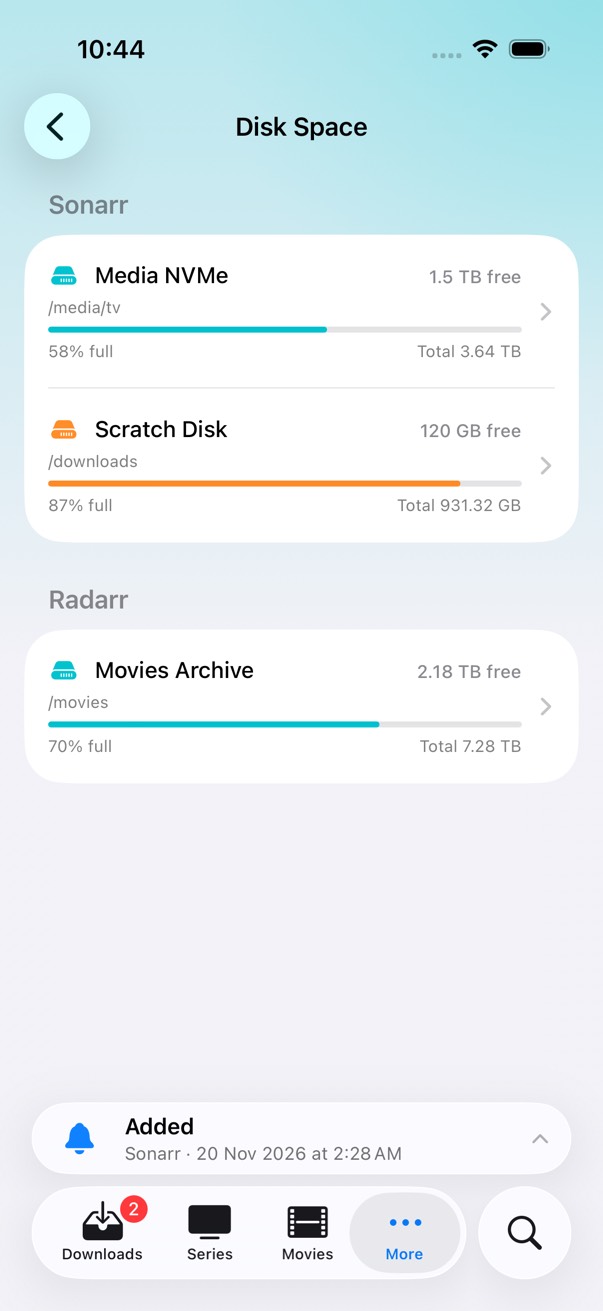 10:44
Disk Space
Sonarr
Media NVMe
1.5 TB free
/media/tv
58% full
Total 3.64 TB
Scratch Disk
120 GB free
/downloads
87% full
Total 931.32 GB
Radarr
Movies Archive
2.18 TB free
/movies
70% full
Total 7.28 TB
Added
Sonarr · 20 Nov 2026 at 2:28 AM
2
Downloads
Series
Movies
More